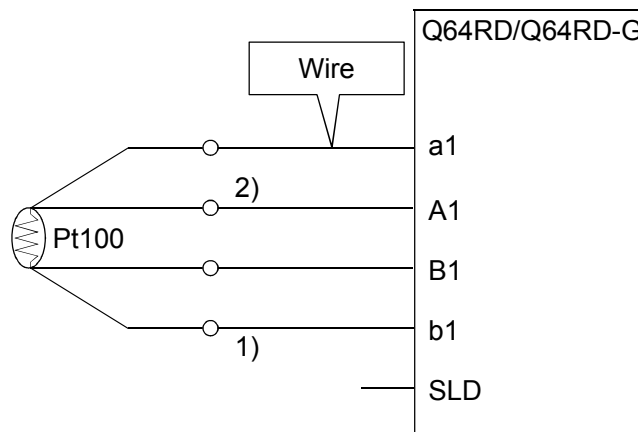 Q64RD/Q64RD-G
Wire
a1
2)
A1
Pt100
B1
b1
1)
SLD